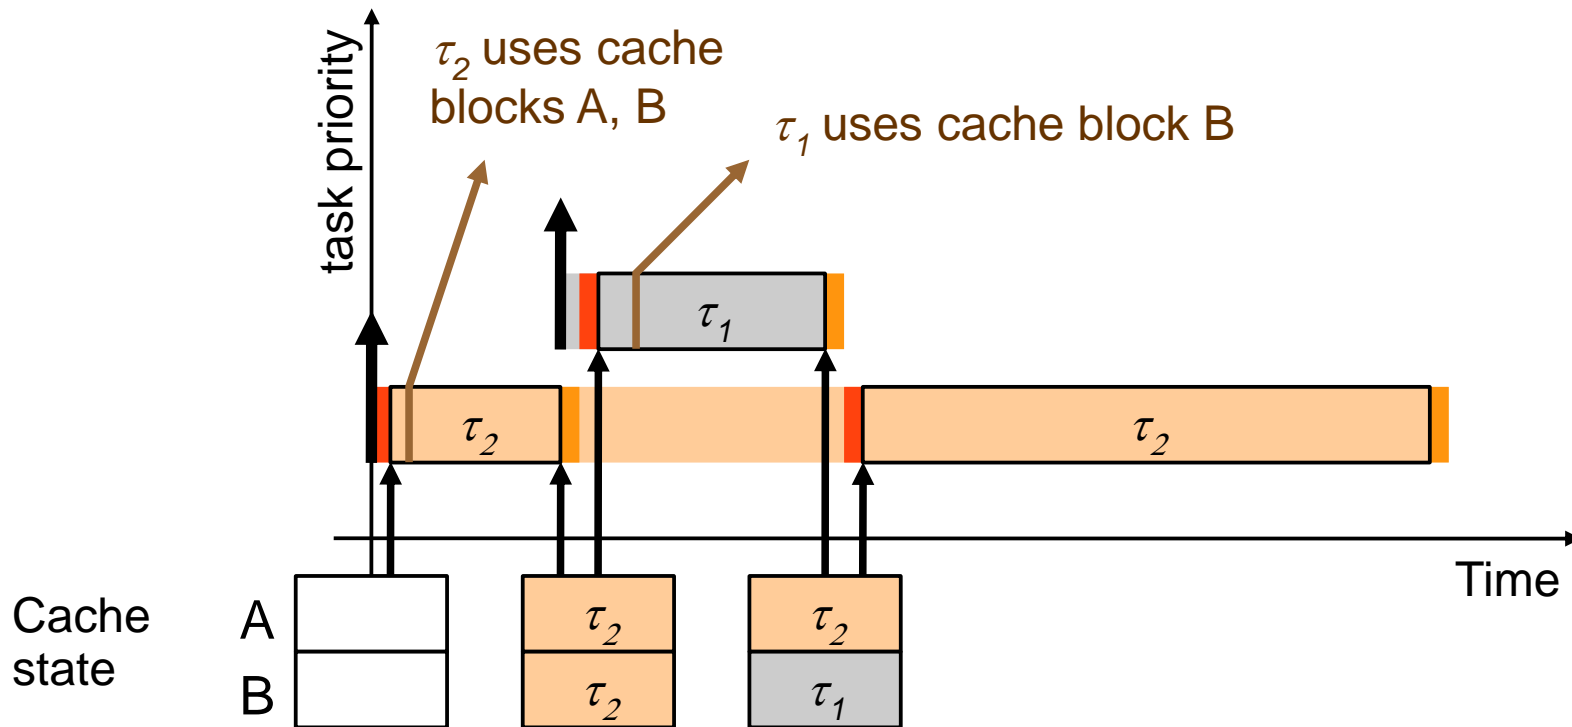 task priority
τ2 uses cache
blocks A, B
τ1 uses cache block B
τ1
τ2
τ2
Time
Cache
state
A
B
τ2
τ2
τ2
τ1